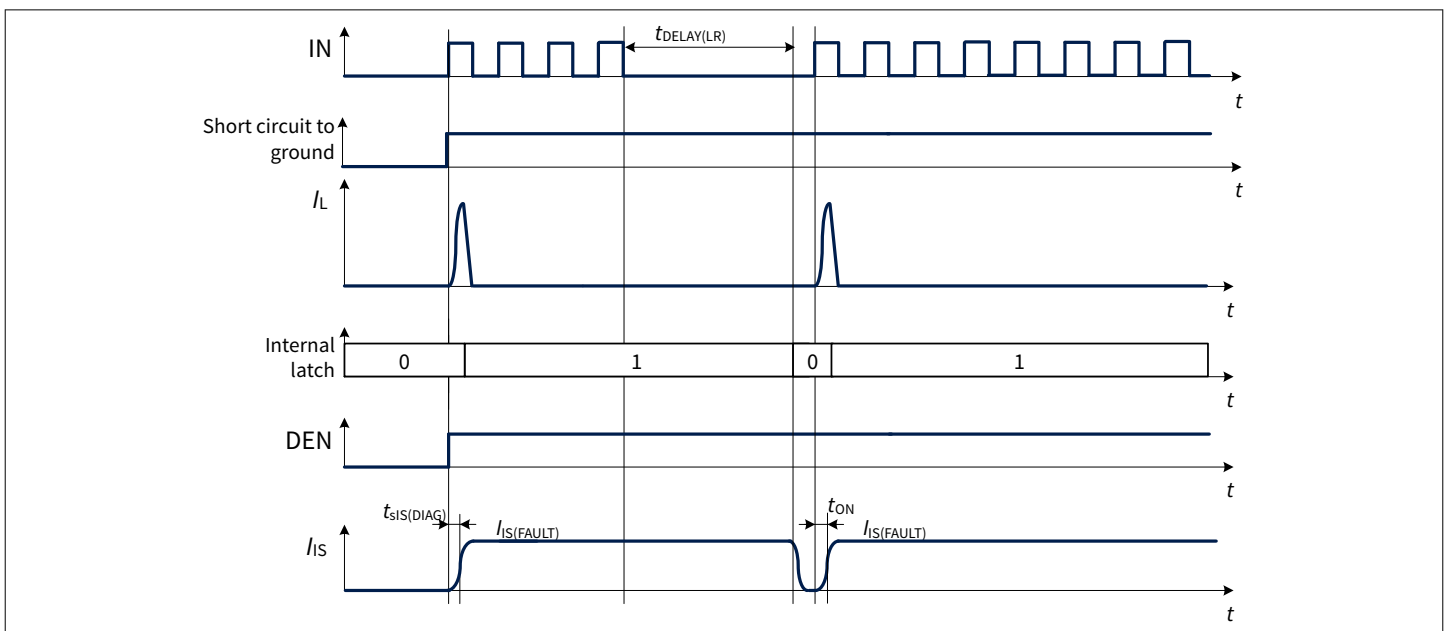 IN
tDELAY(LR)
t
Short circuit to
ground
t
IL
t
Internal
latch
0
1
0
1
t
DEN
t
tsIS(DIAG)
IIS(FAULT)
tON
IIS(FAULT)
IIS
t